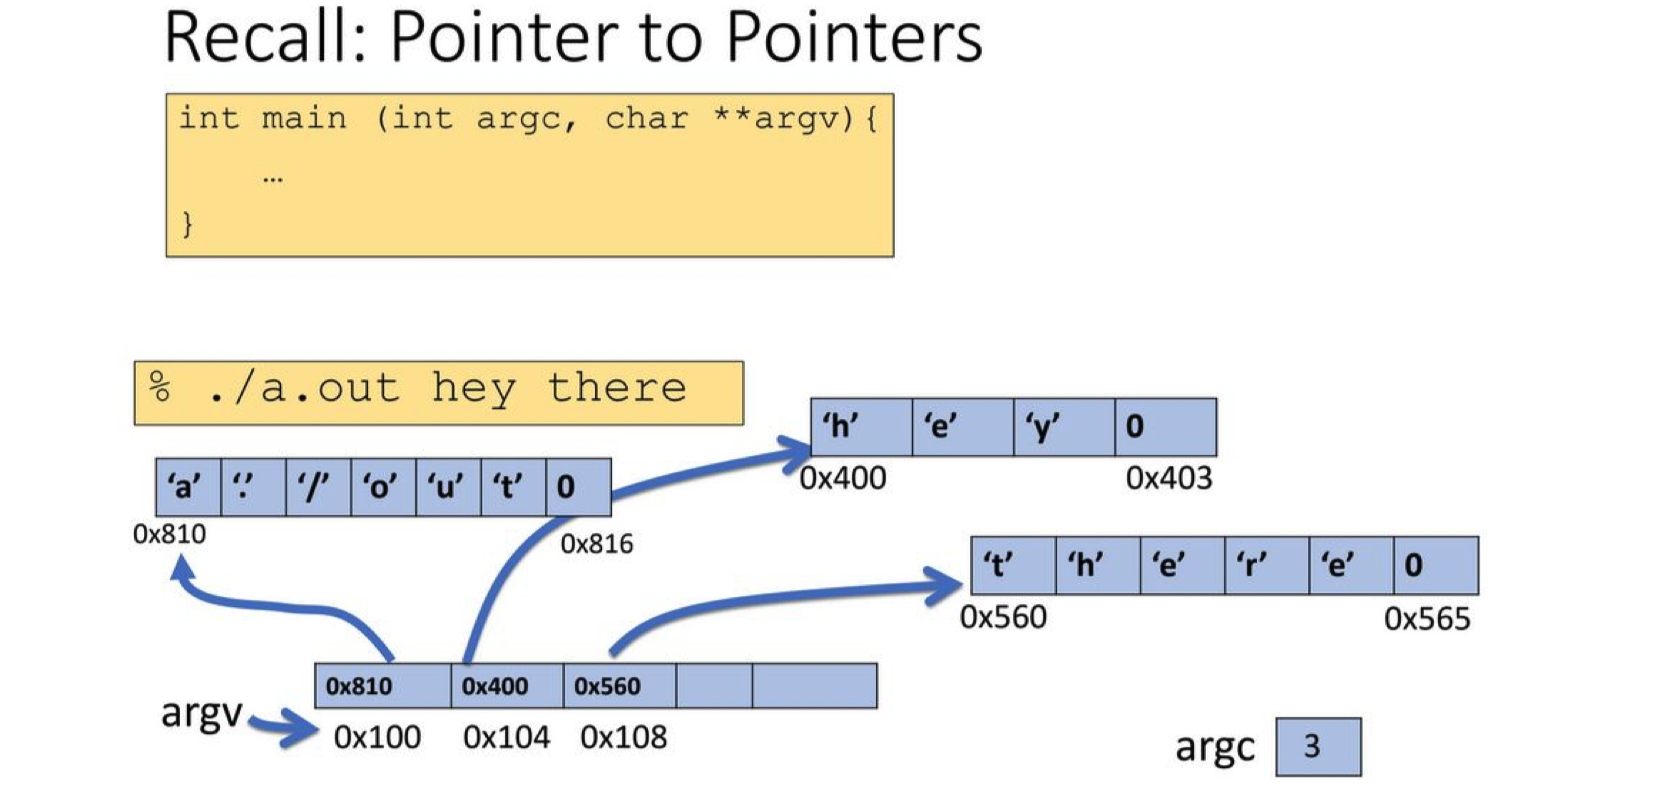 Recall: Pointer to Pointers
int main (int argc, char **argv){
…
}
% ./a.out hey there
‘h’ ‘e’ ‘y’ 0
0x400 0x403
‘a’ ‘.’ ‘/’ ‘o’ ‘u’ ‘t’ 0
0x810 0x816
‘t’ ‘h’ ‘e’ ‘r’ ‘e’ 0
0x560 0x565
0x810 0x400 0x560
argv
0x100 0x104 0x108
argc 3